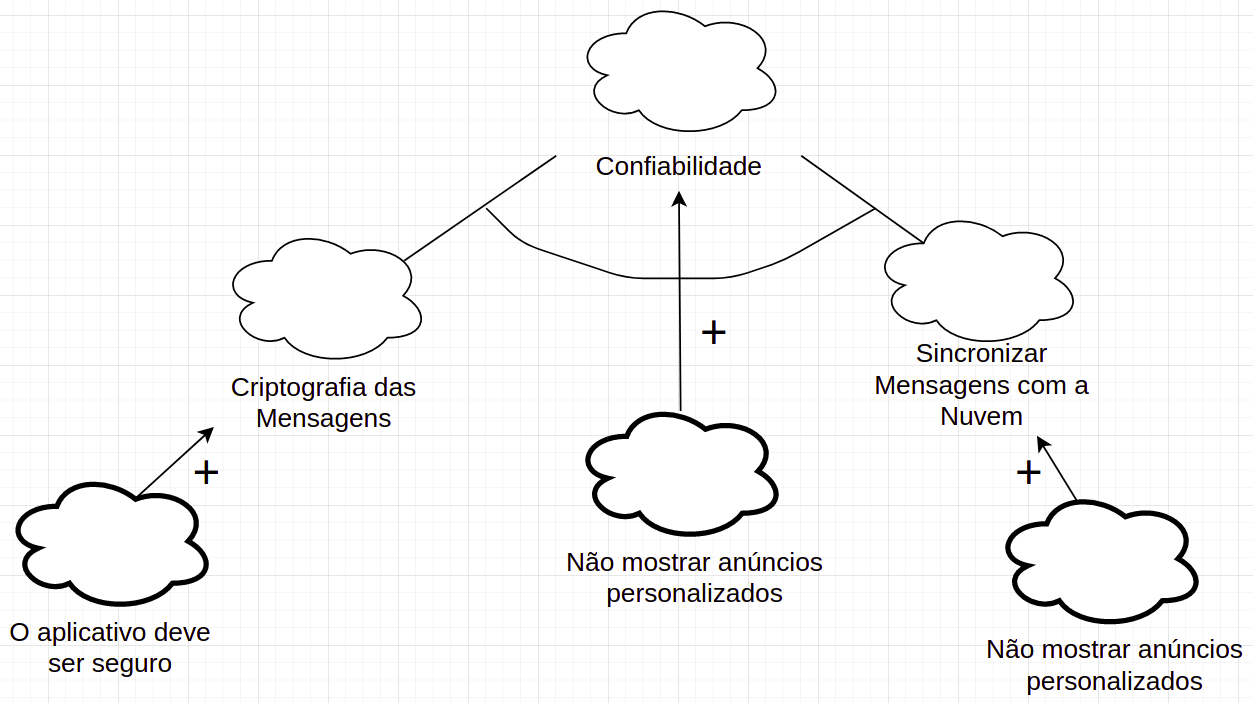 Confiabilidade
Criptografia das
Mensagens
Sincronizar
Mensagens com a
Nuvem
+
+
+
Não mostrar anúncios
personalizados
O aplicativo deve
ser seguro
Não mostrar anúncios
personalizados